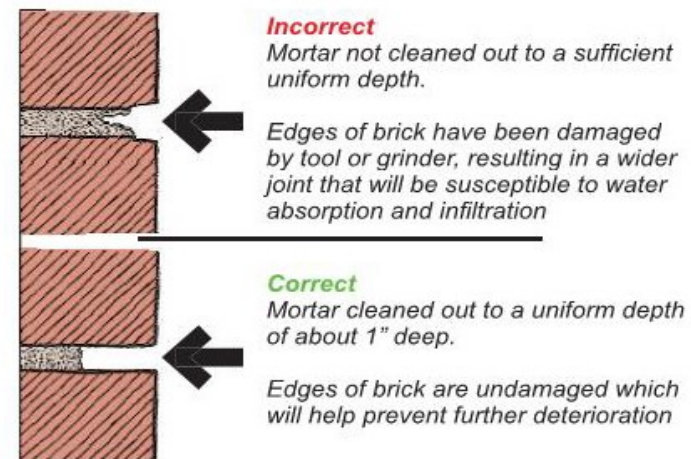 Incorrect
Mortar not cleaned out to a sufficient
uniform depth.
Edges of brick have been damaged
by tool or grinder, resulting in a wider
joint that will be susceptible to water
absorption and infiltration
Correct
Mortar cleaned out to a uniform depth
of about 1” deep.
Edges of brick are undamaged which
will help prevent further deterioration